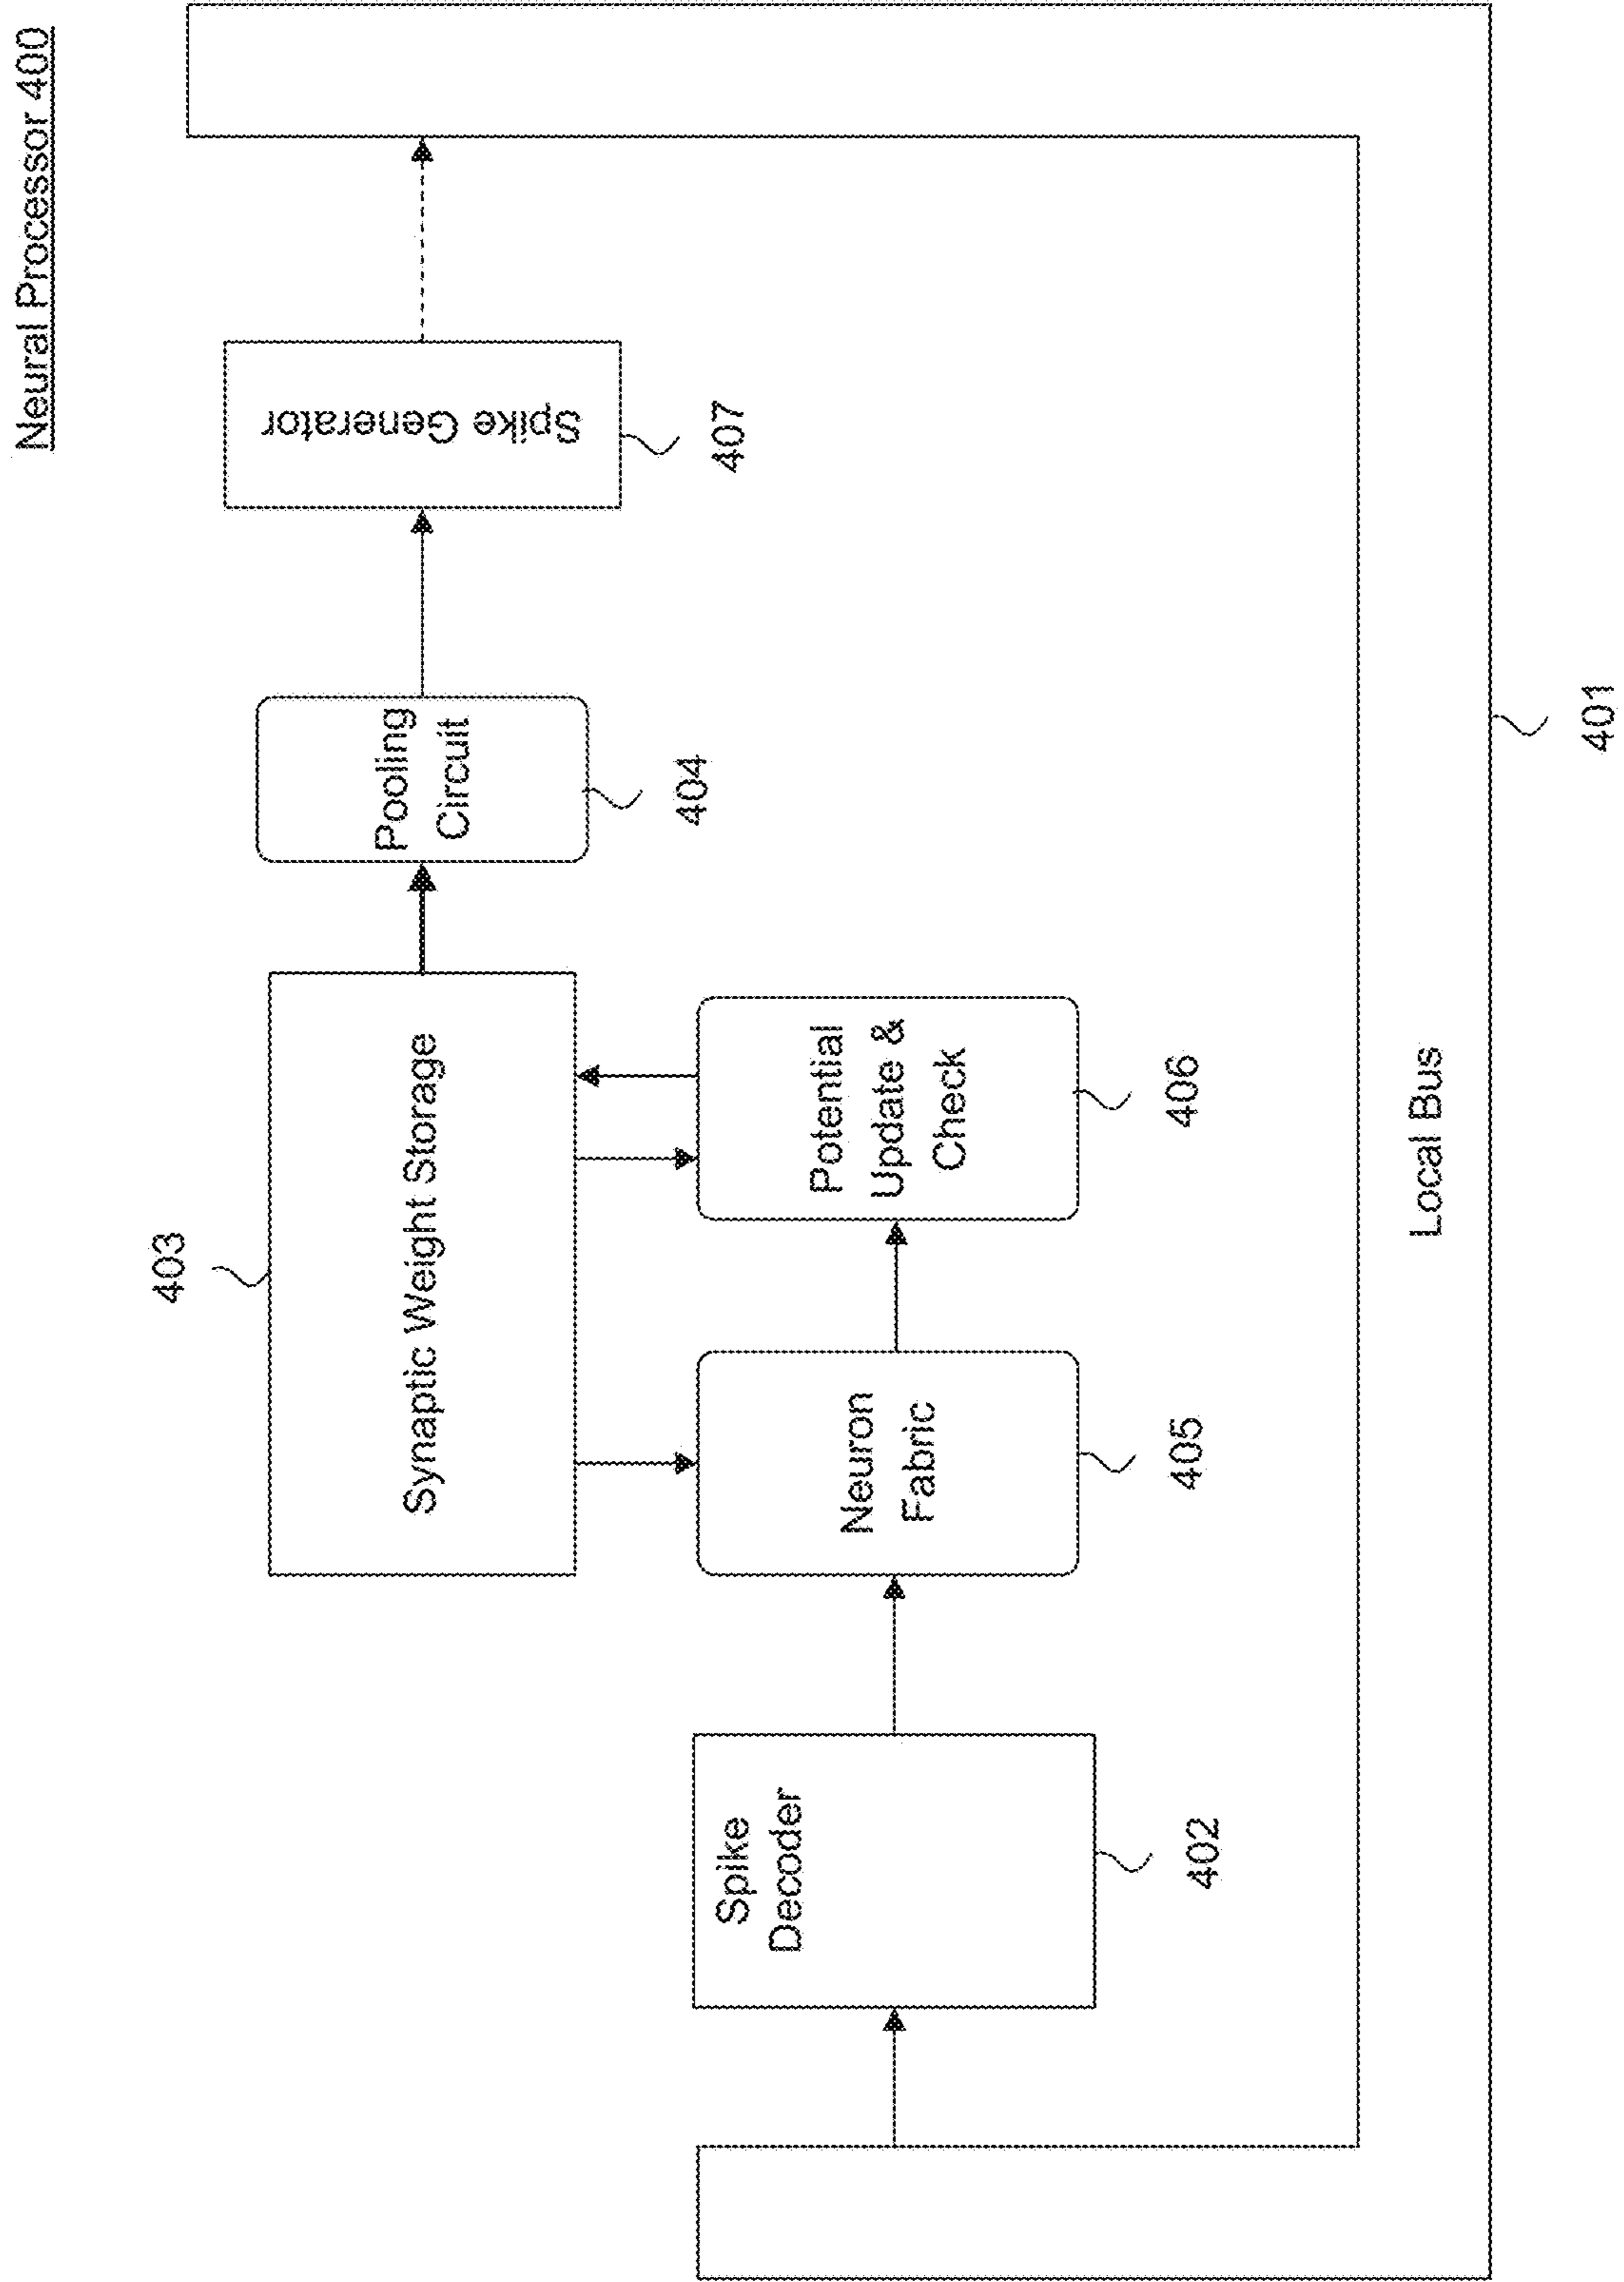 Neural Processor 400
403
Synaptic Weight Storage
Pooling
Circuit
404
Spike Generator
407
Spike
Decoder
402
Neuron
Fabric
405
Potential
Update &
Check
406
Local Bus
401